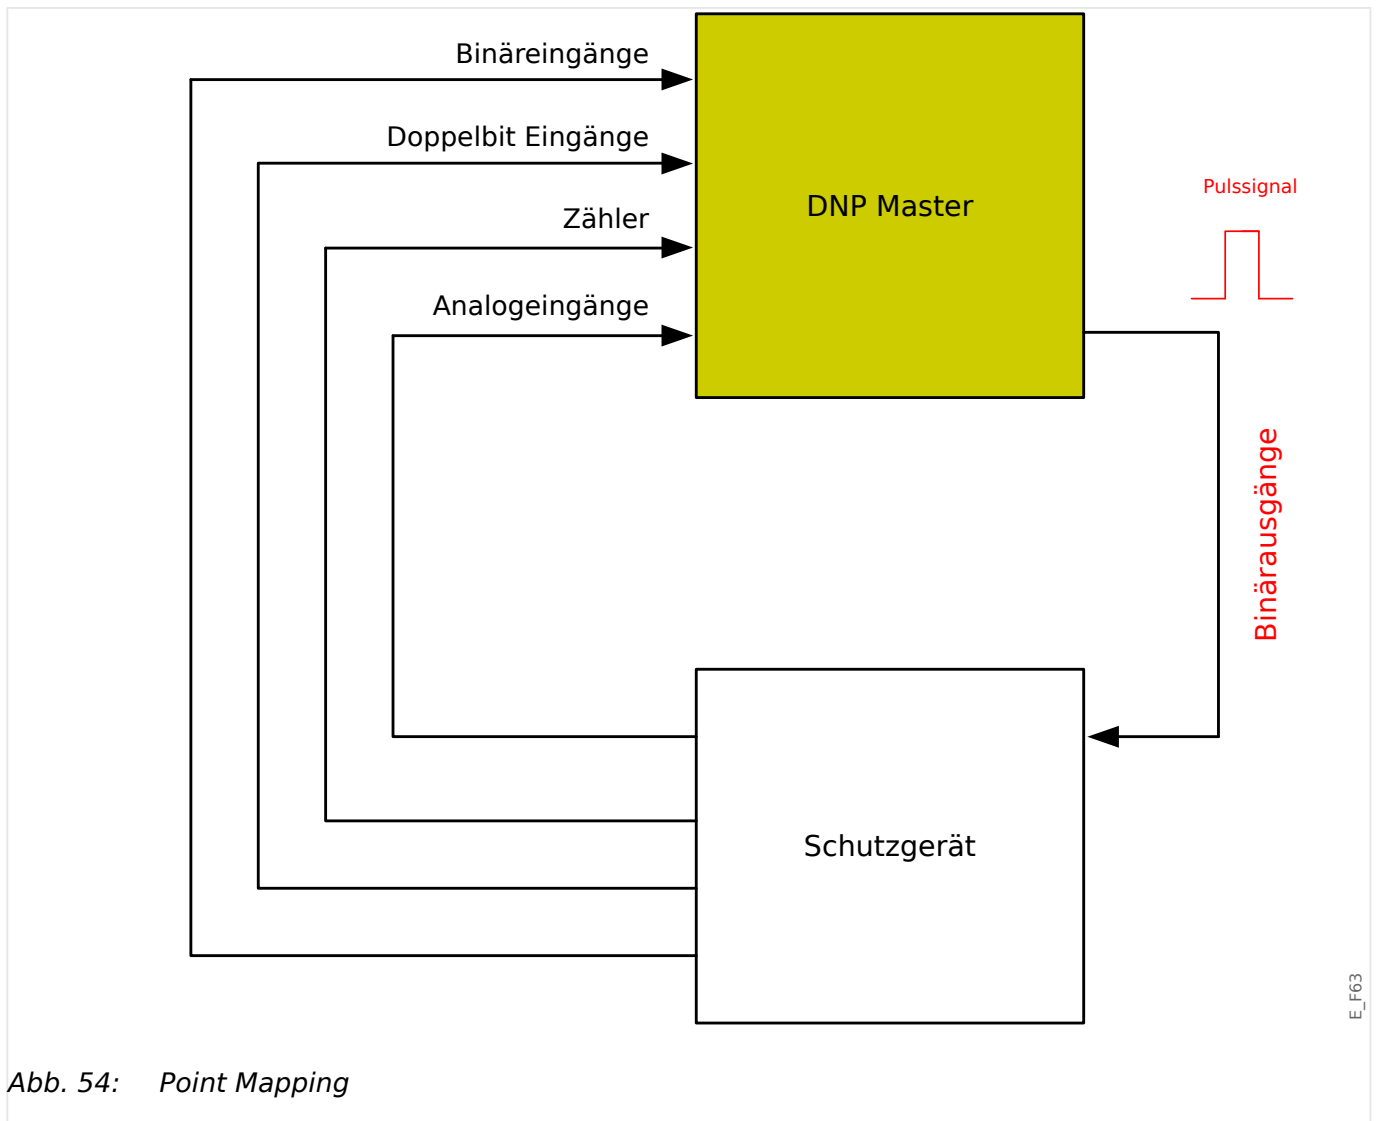 Binäreingänge
Doppelbit Eingänge
Zähler
Analogeingänge
DNP Master
Pulssignal
Binärausgänge
Schutzgerät
E_F63
Abb. 54: Point Mapping